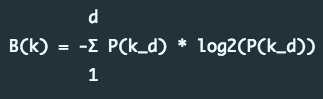 d
B(k) = -Σ P(k_d) * log2(P(k_d))
1